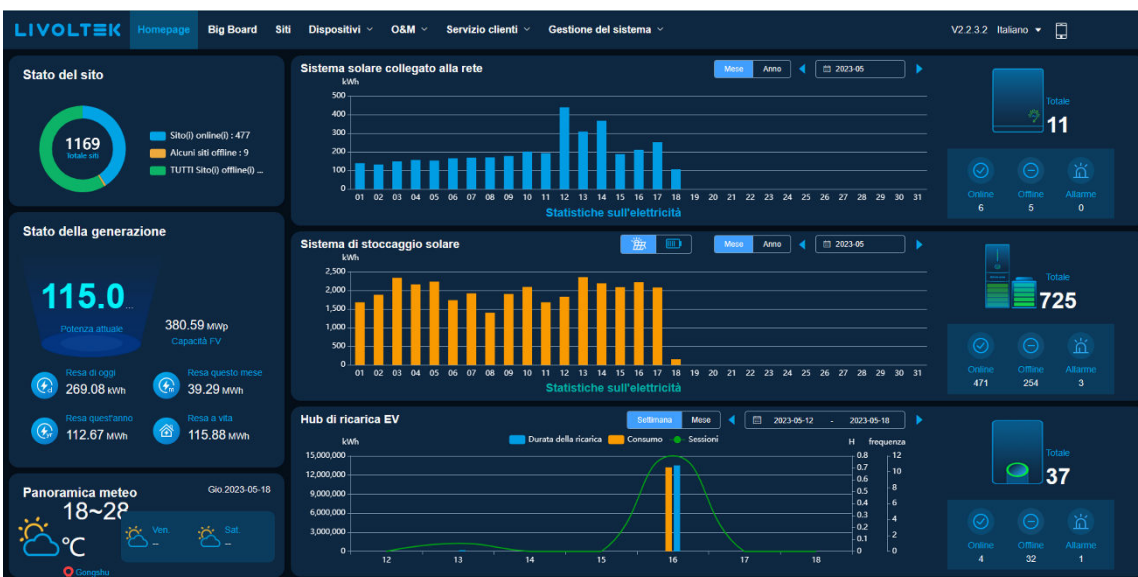 LIVOLTEK Homepage Big Board Siti Dispositivi O&M Servizio clienti Gestione del sistema V2.2.3.2 Italiano
Stato del sito
1169
Totale siti
Sito(i) online(i) : 477
Alcuni siti offline : 9
TUTTI Sito(i) offline(i) ...
Stato della generazione
115.0...
Potenza attuale
380.59 MWp
Capacità FV
Resa di oggi
269.08 kWh
Resa questo mese
39.29 MWh
Resa quest'anno
112.67 MWh
Resa a vita
115.88 MWh
Panoramica meteo
Gio.2023-05-18
18~28
°C
Ven.
--
Sat.
--
Gongshu
Sistema solare collegato alla rete
Mese Anno 2023-05
kWh
500
400
300
200
100
0
01 02 03 04 05 06 07 08 09 10 11 12 13 14 15 16 17 18 19 20 21 22 23 24 25 26 27 28 29 30 31
Statistiche sull'elettricità
Totale
11
Online Offline Allarme
6 5 0
Sistema di stoccaggio solare
Mese Anno 2023-05
kWh
2,500
2,000
1,500
1,000
500
0
01 02 03 04 05 06 07 08 09 10 11 12 13 14 15 16 17 18 19 20 21 22 23 24 25 26 27 28 29 30 31
Statistiche sull'elettricità
Totale
725
Online Offline Allarme
471 254 3
Hub di ricarica EV
Settimana Mese 2023-05-12 - 2023-05-18
kWh
Durata della ricarica Consumo Sessioni
H frequenza
15,000,000
12,000,000
9,000,000
6,000,000
3,000,000
0
0.8
0.7
0.6
0.5
0.4
0.3
0.2
0.1
0
12
10
8
6
4
2
0
12 13 14 15 16 17 18
Totale
37
Online Offline Allarme
4 32 1